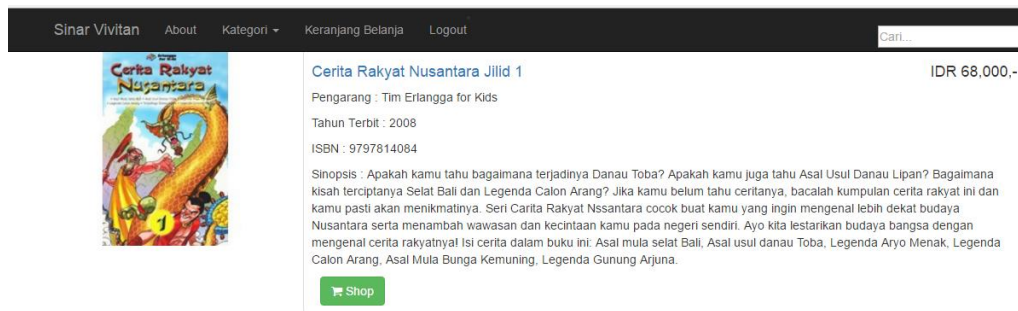 Sinar Vivitan About Kategori Keranjang Belanja Logout Cari...
Cerita Rakyat
Nusantara
1
Cerita Rakyat Nusantara Jilid 1 IDR 68,000,-
Pengarang : Tim Erlangga for Kids
Tahun Terbit : 2008
ISBN : 9797814084
Sinopsis : Apakah kamu tahu bagaimana terjadinya Danau Toba? Apakah kamu juga tahu Asal Usul Danau Lipan? Bagaimana
kisah terciptanya Selat Bali dan Legenda Calon Arang? Jika kamu belum tahu ceritanya, bacalah kumpulan cerita rakyat ini dan
kamu pasti akan menikmatinya. Seri Carita Rakyat Nssantara cocok buat kamu yang ingin mengenal lebih dekat budaya
Nusantara serta menambah wawasan dan kecintaan kamu pada negeri sendiri. Ayo kita lestarikan budaya bangsa dengan
mengenal cerita rakyatnya! Isi cerita dalam buku ini: Asal mula selat Bali, Asal usul danau Toba, Legenda Aryo Menak, Legenda
Calon Arang, Asal Mula Bunga Kemuning, Legenda Gunung Arjuna.
Shop